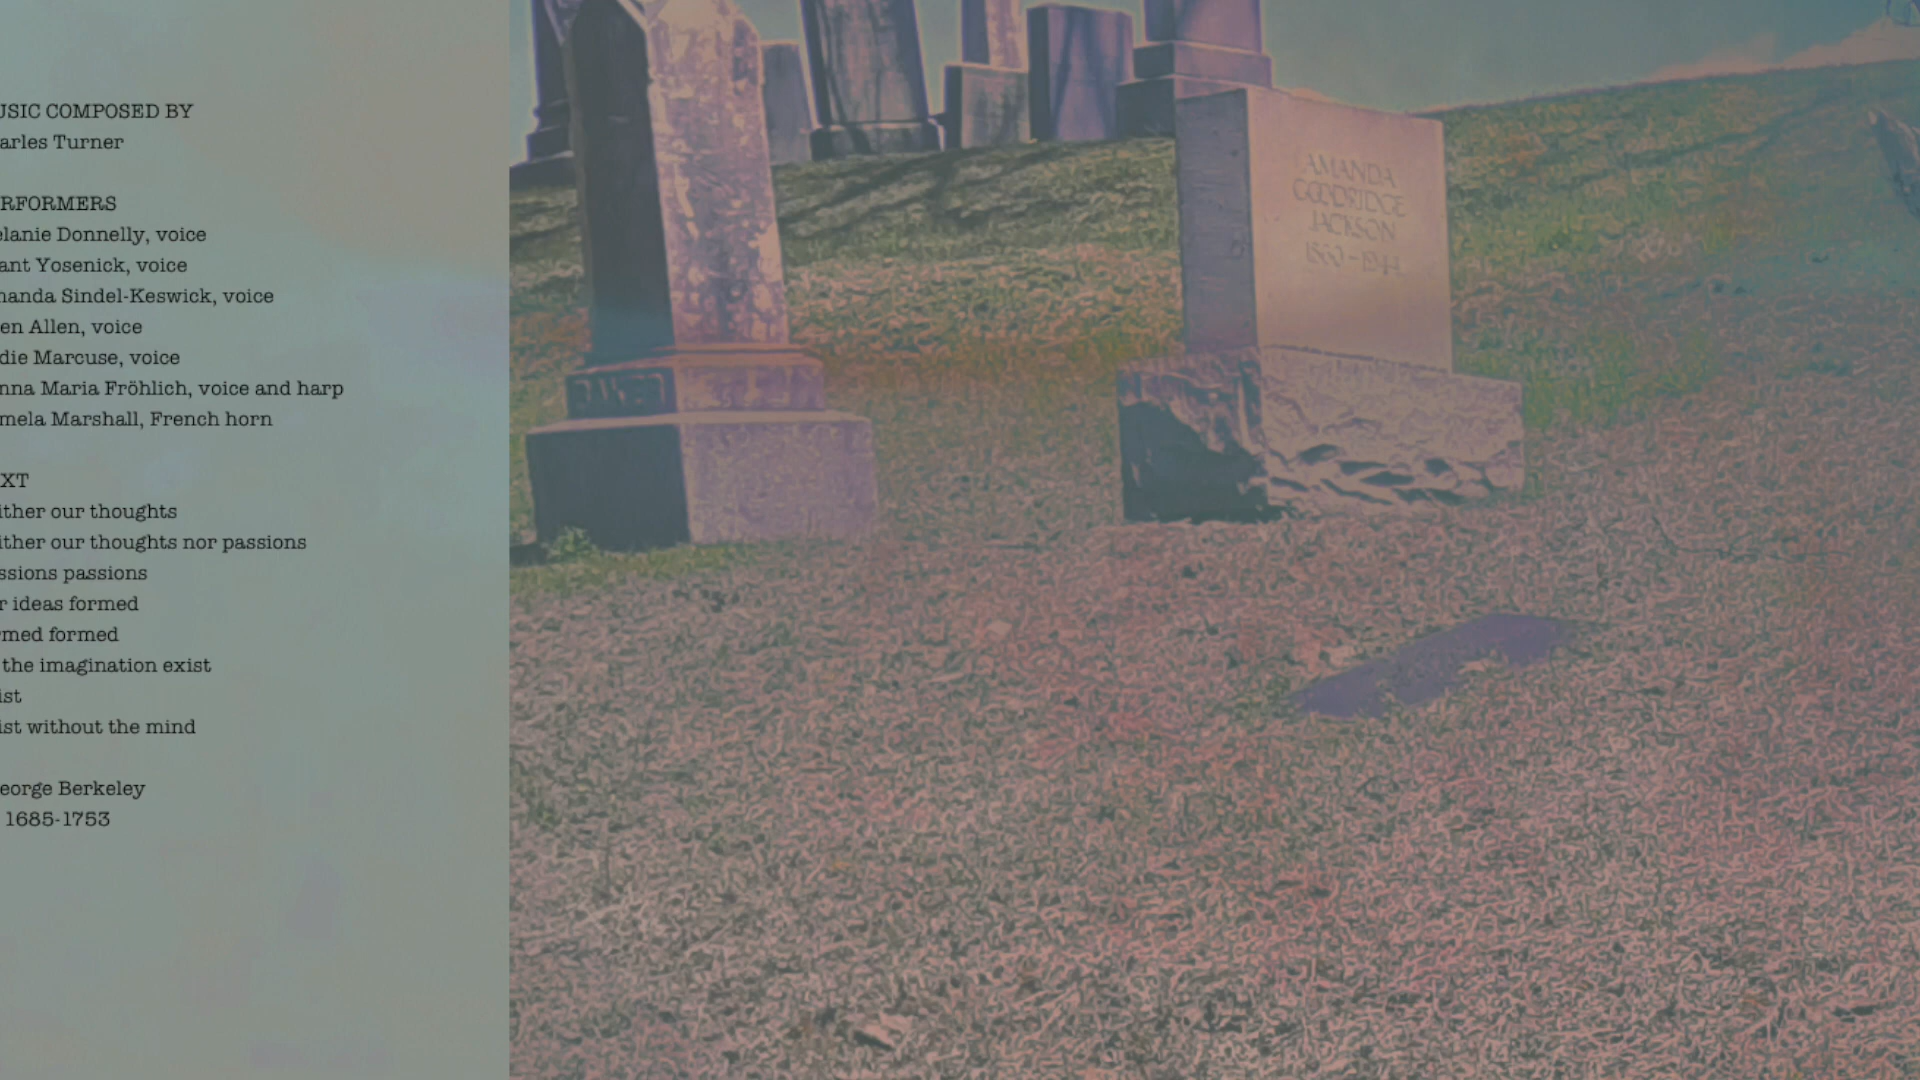 USIC COMPOSED BY
arles Turner
RFORMERS
elanie Donnelly, voice
ant Yosenick, voice
nanda Sindel-Keswick, voice
en Allen, voice
die Marcuse, voice
nna Maria Fröhlich, voice and harp
mela Marshall, French horn
XT
ither our thoughts
ither our thoughts nor passions
ssions passions
r ideas formed
rmed formed
the imagination exist
ist
ist without the mind
eorge Berkeley
1685-1753
AMANDA
GOODRIDGE
JACKSON
1860-1944